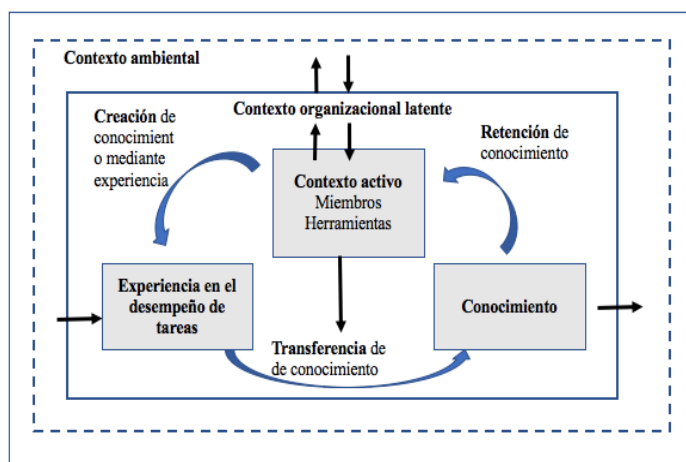 Contexto ambiental
Contexto organizacional latente
Creación de
conocimient
o mediante
experiencia
Retención de
conocimiento
Contexto activo
Miembros
Herramientas
Experiencia en el
desempeño de
tareas
Conocimiento
Transferencia de
de conocimiento